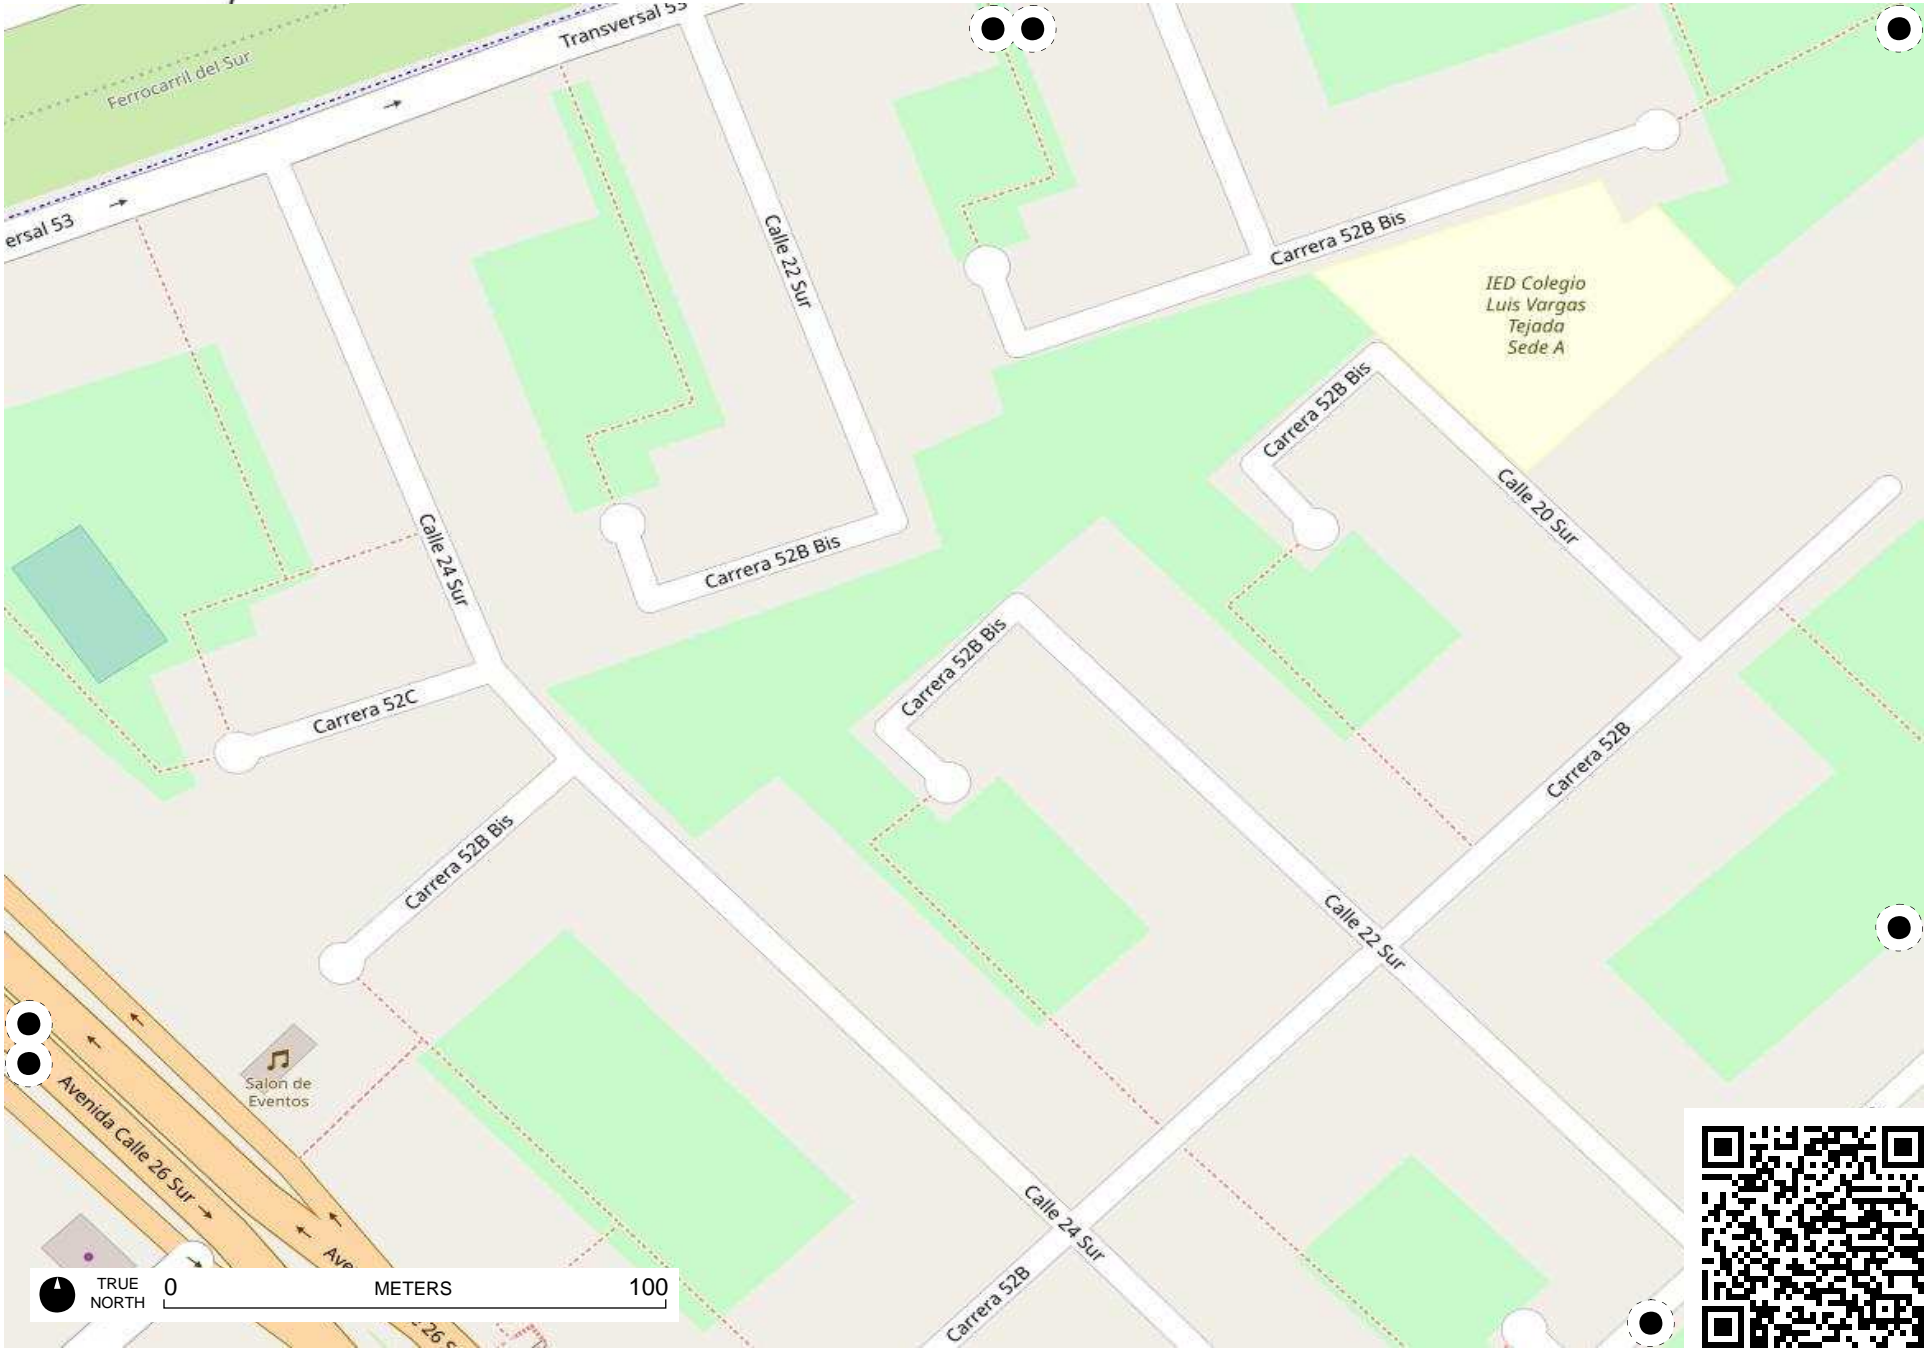 Transversal 53
Ferrocarril del Sur
ersal 53
Calle 22 Sur
Carrera 52B Bis
IED Colegio
Luis Vargas
Tejada
Sede A
Carrera 52B Bis
Calle 20 Sur
Calle 24 Sur
Carrera 52B Bis
Carrera 52B Bis
Carrera 52C
Carrera 52B
Carrera 52B Bis
Calle 22 Sur
Salon de
Eventos
Avenida Calle 26 Sur
Calle 24 Sur
Ave
Carrera 52B
26 S
TRUE
NORTH
0 METERS 100